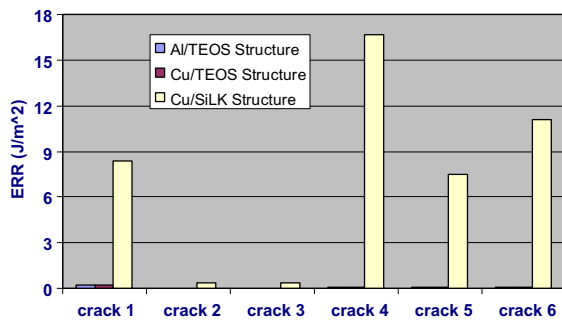 18
15
12
9
6
3
0
ERR (J/m^2)
Al/TEOS Structure
Cu/TEOS Structure
Cu/SiLK Structure
crack 1 crack 2 crack 3 crack 4 crack 5 crack 6